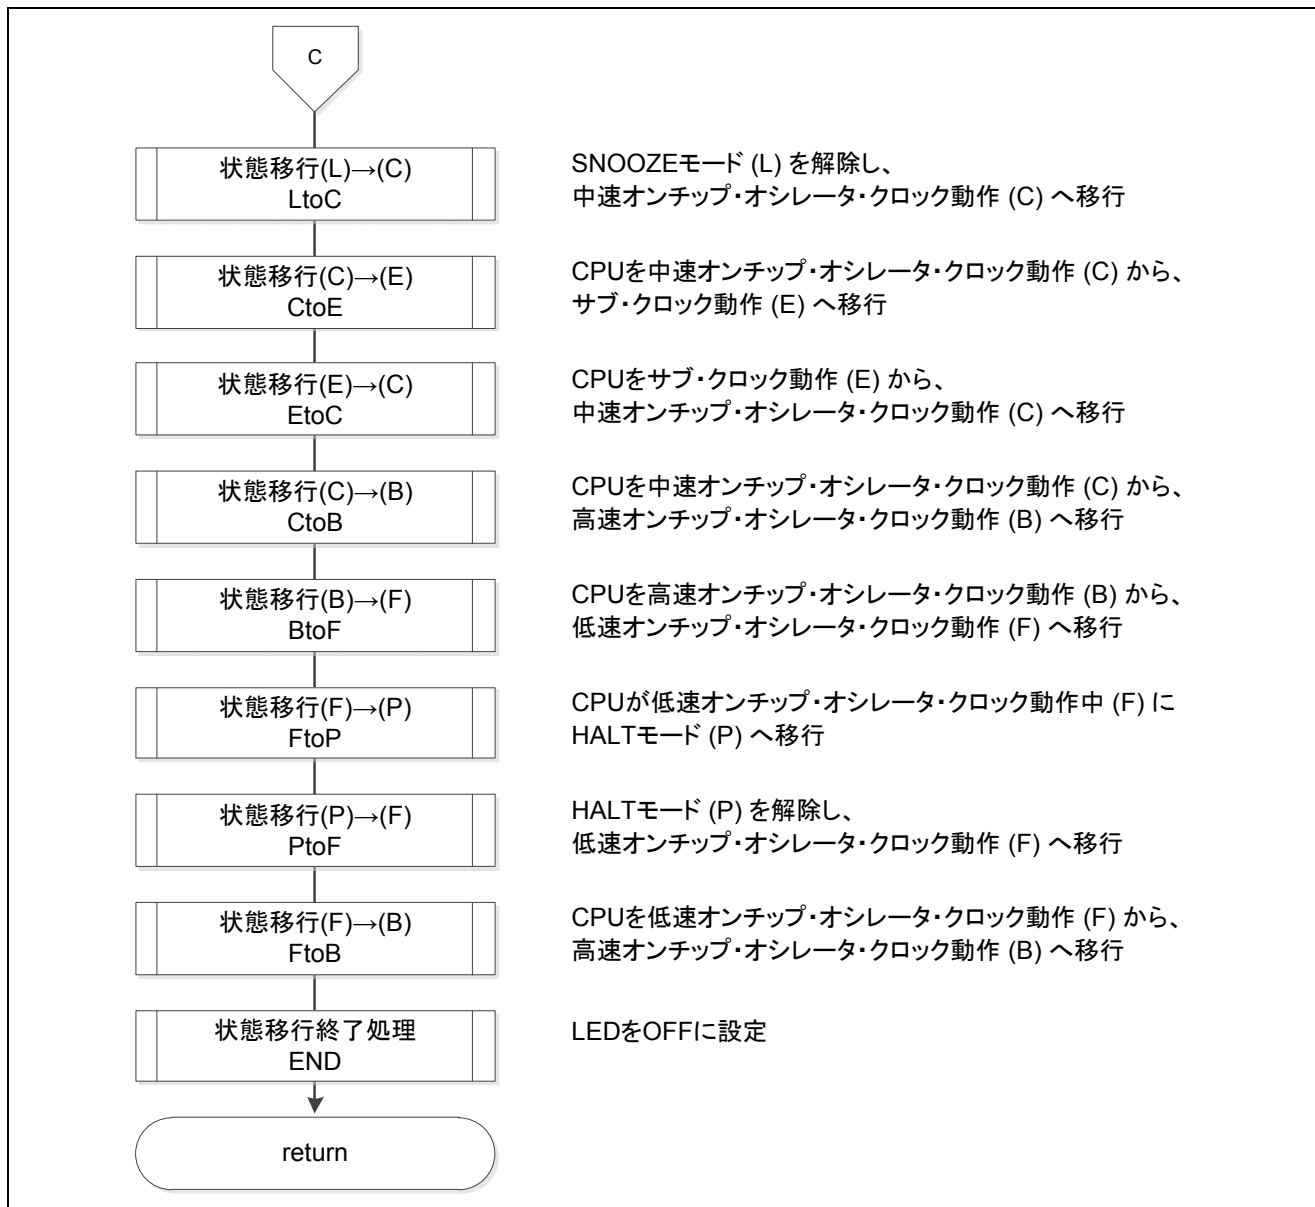 C
状態移行(L)→(C)
LtoC
SNOOZEモード (L) を解除し、
中速オンチップ・オシレータ・クロック動作 (C) へ移行
状態移行(C)→(E)
CtoE
CPUを中速オンチップ・オシレータ・クロック動作 (C) から、
サブ・クロック動作 (E) へ移行
状態移行(E)→(C)
EtoC
CPUをサブ・クロック動作 (E) から、
中速オンチップ・オシレータ・クロック動作 (C) へ移行
状態移行(C)→(B)
CtoB
CPUを中速オンチップ・オシレータ・クロック動作 (C) から、
高速オンチップ・オシレータ・クロック動作 (B) へ移行
状態移行(B)→(F)
BtoF
CPUを高速オンチップ・オシレータ・クロック動作 (B) から、
低速オンチップ・オシレータ・クロック動作 (F) へ移行
状態移行(F)→(P)
FtoP
CPUが低速オンチップ・オシレータ・クロック動作中 (F) に
HALTモード (P) へ移行
状態移行(P)→(F)
PtoF
HALTモード (P) を解除し、
低速オンチップ・オシレータ・クロック動作 (F) へ移行
状態移行(F)→(B)
FtoB
CPUを低速オンチップ・オシレータ・クロック動作 (F) から、
高速オンチップ・オシレータ・クロック動作 (B) へ移行
状態移行終了処理
END
LEDをOFFに設定
return